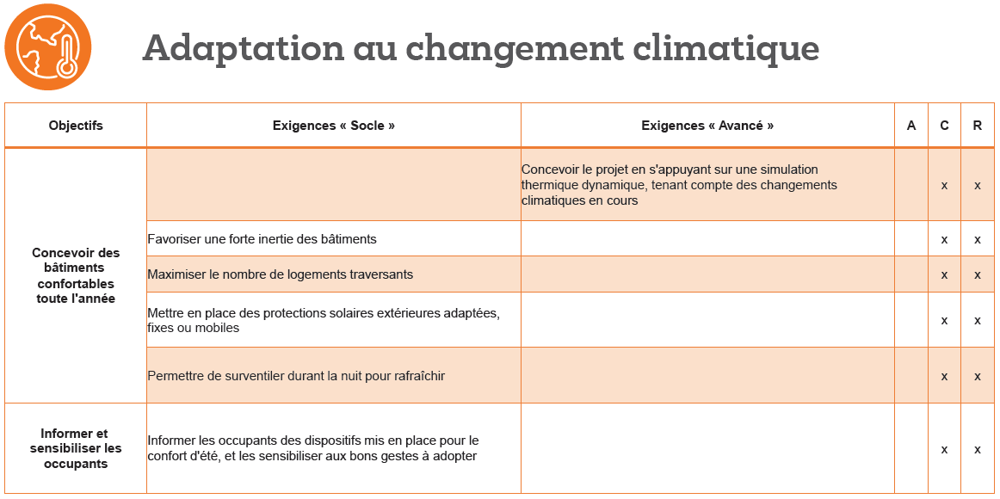 Adaptation au changement climatique
Objectifs Exigences « Socle » Exigences « Avancé » A C R
Concevoir des
bâtiments
confortables
toute l'année
Concevoir le projet en s'appuyant sur une simulation
thermique dynamique, tenant compte des changements
climatiques en cours
x x
Favoriser une forte inertie des bâtiments x x
Maximiser le nombre de logements traversants x x
Mettre en place des protections solaires extérieures adaptées,
fixes ou mobiles
x x
Permettre de surventiler durant la nuit pour rafraîchir x x
Informer et
sensibiliser les
occupants
Informer les occupants des dispositifs mis en place pour le
confort d'été, et les sensibiliser aux bons gestes à adopter
x x